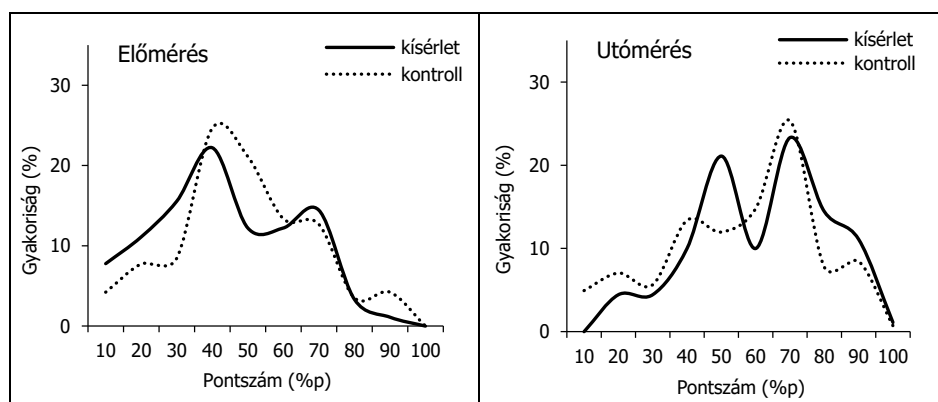 Előmérés
kísérlet
kontroll
Gyakoriság (%)
30
20
10
0
10 20 30 40 50 60 70 80 90 100
Pontszám (%p)
Utómérés
kísérlet
kontroll
Gyakoriság (%)
30
20
10
0
10 20 30 40 50 60 70 80 90 100
Pontszám (%p)